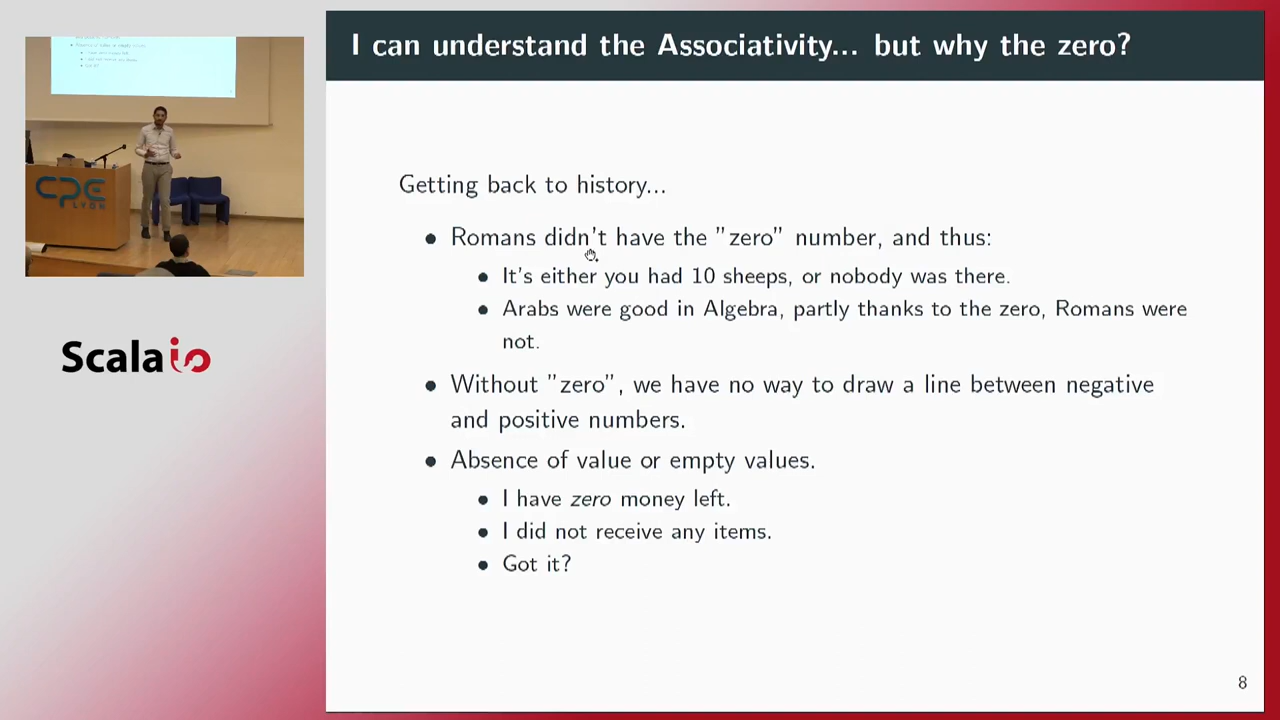 I can understand the Associativity... but why the zero?
Getting back to history...
• Romans didn't have the "zero" number, and thus:
• It's either you had 10 sheeps, or nobody was there.
• Arabs were good in Algebra, partly thanks to the zero, Romans were
not.
• Without "zero", we have no way to draw a line between negative
and positive numbers.
• Absence of value or empty values.
• I have zero money left.
• I did not receive any items.
• Got it?
8
CPE
LYON
Scala io